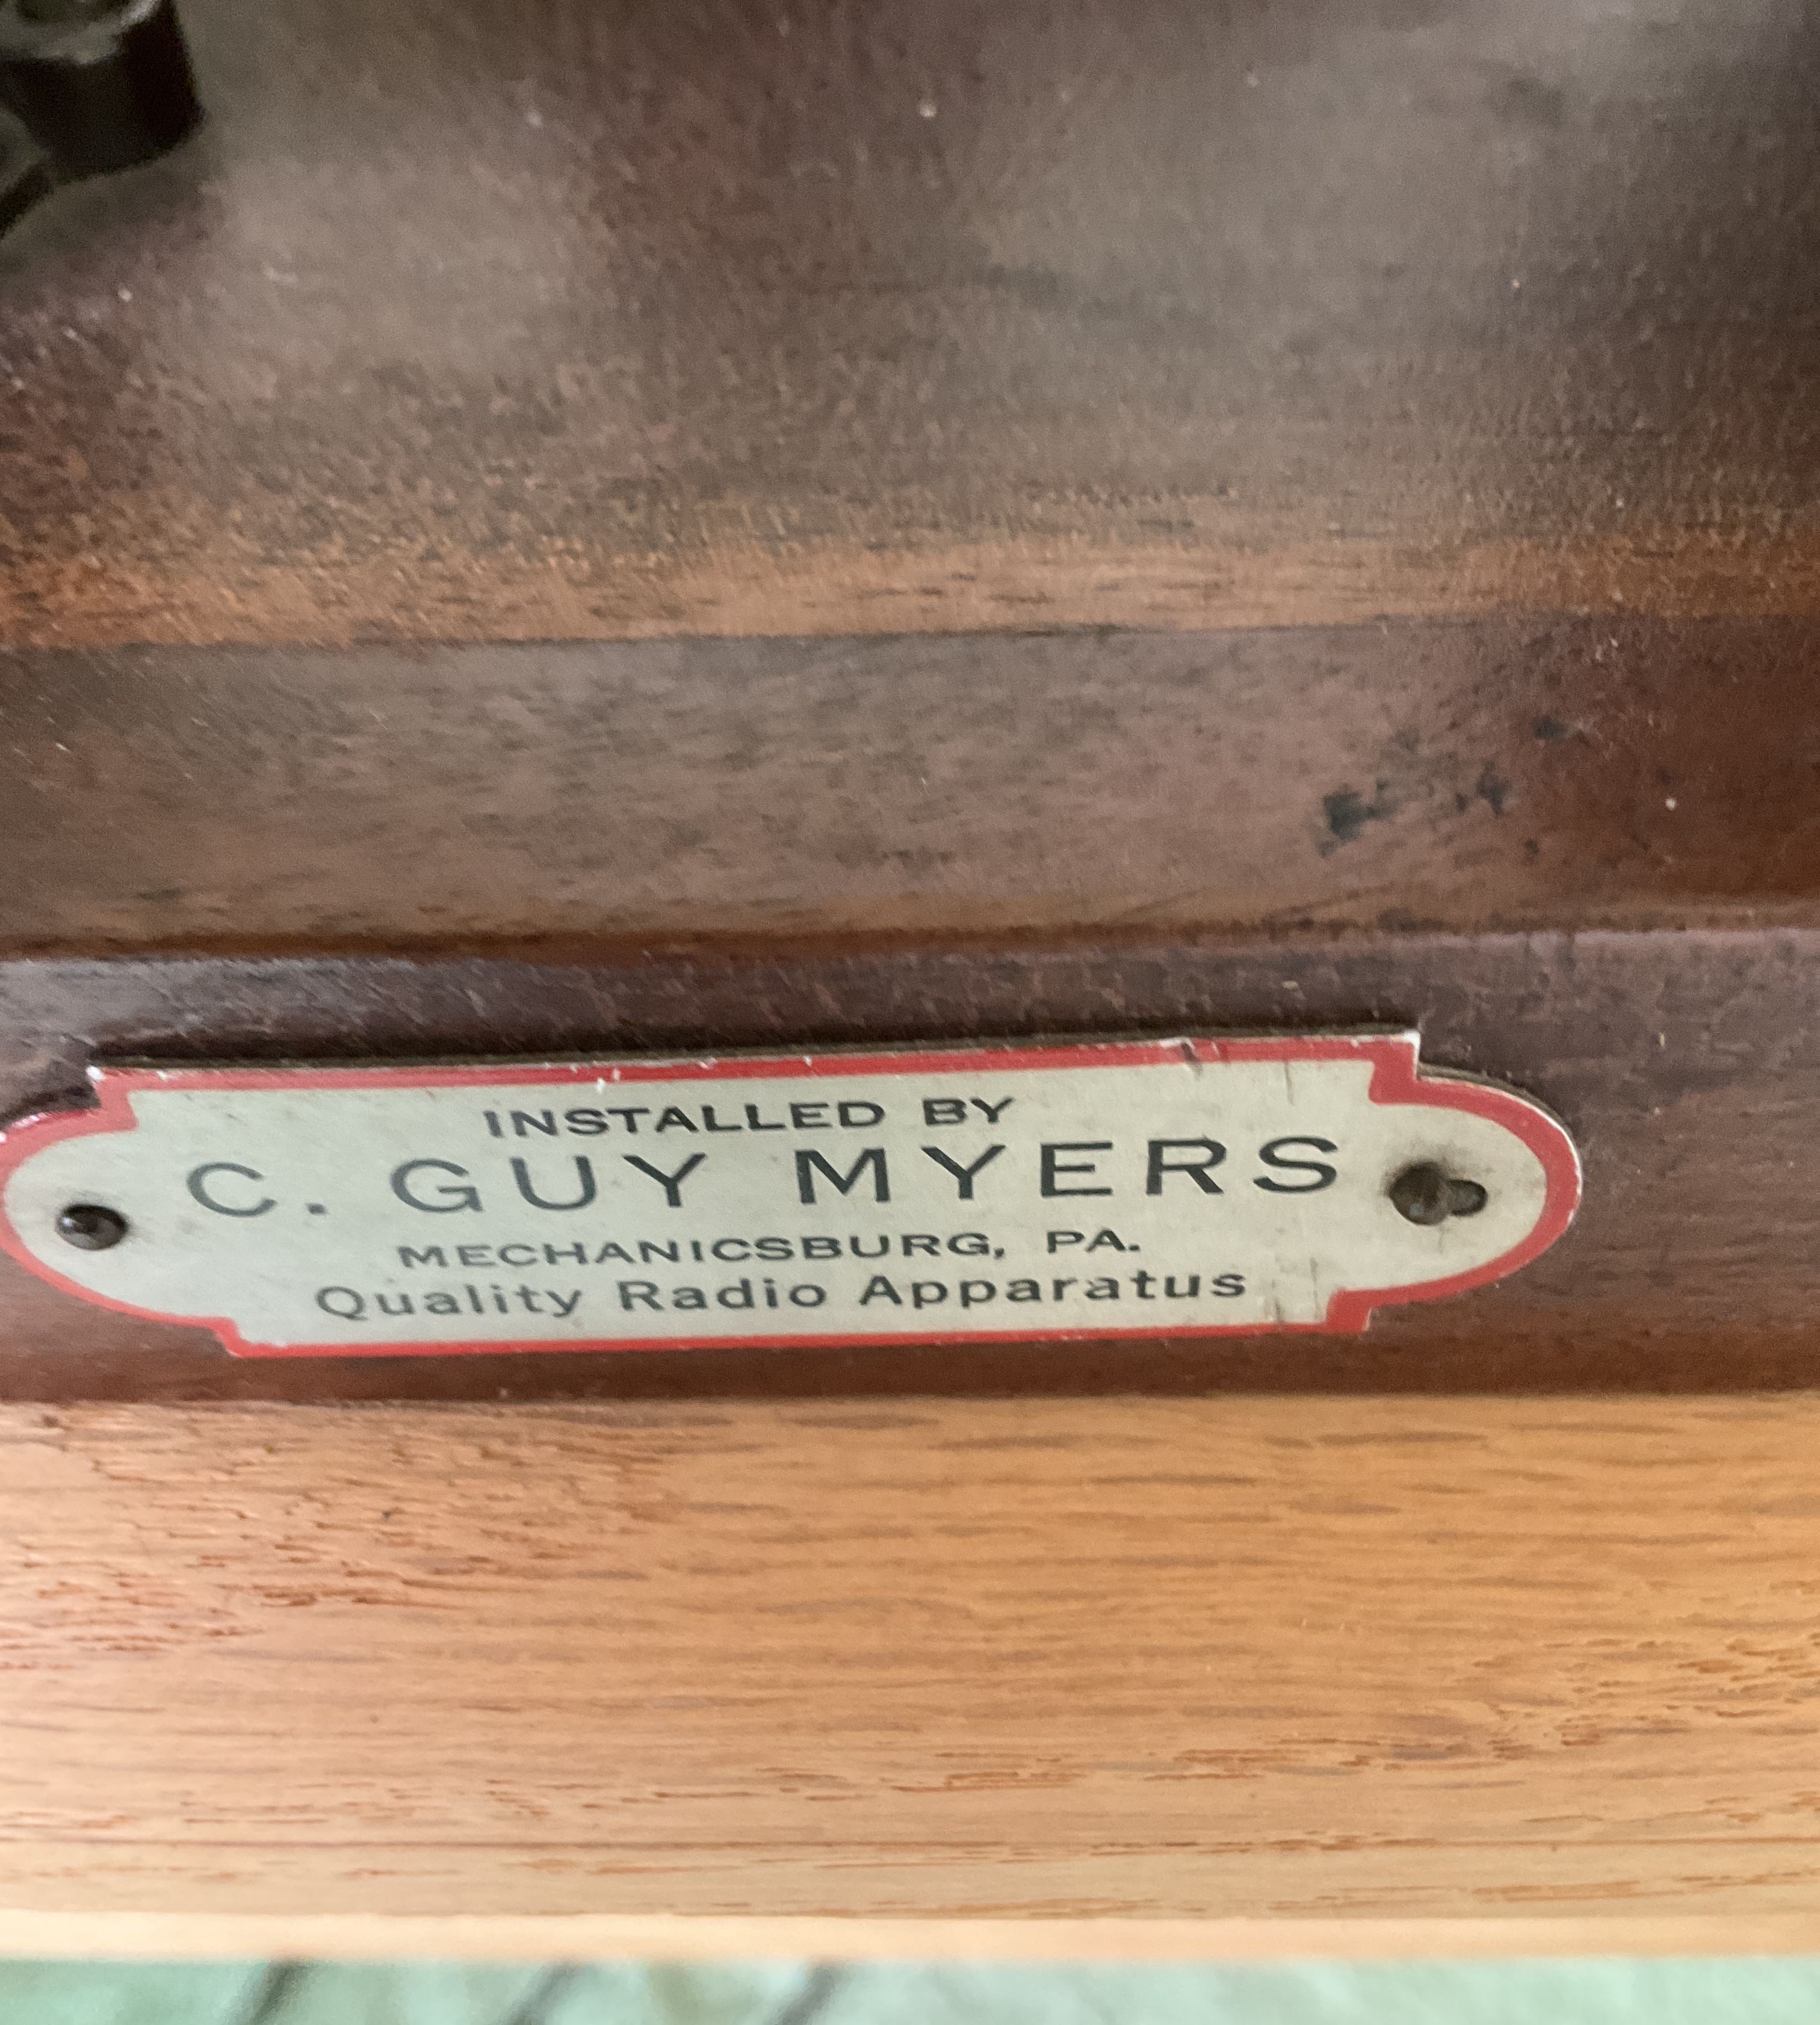 INSTALLED BY
C. GUY MYERS
MECHANICSBURG, PA.
Quality Radio Apparatus